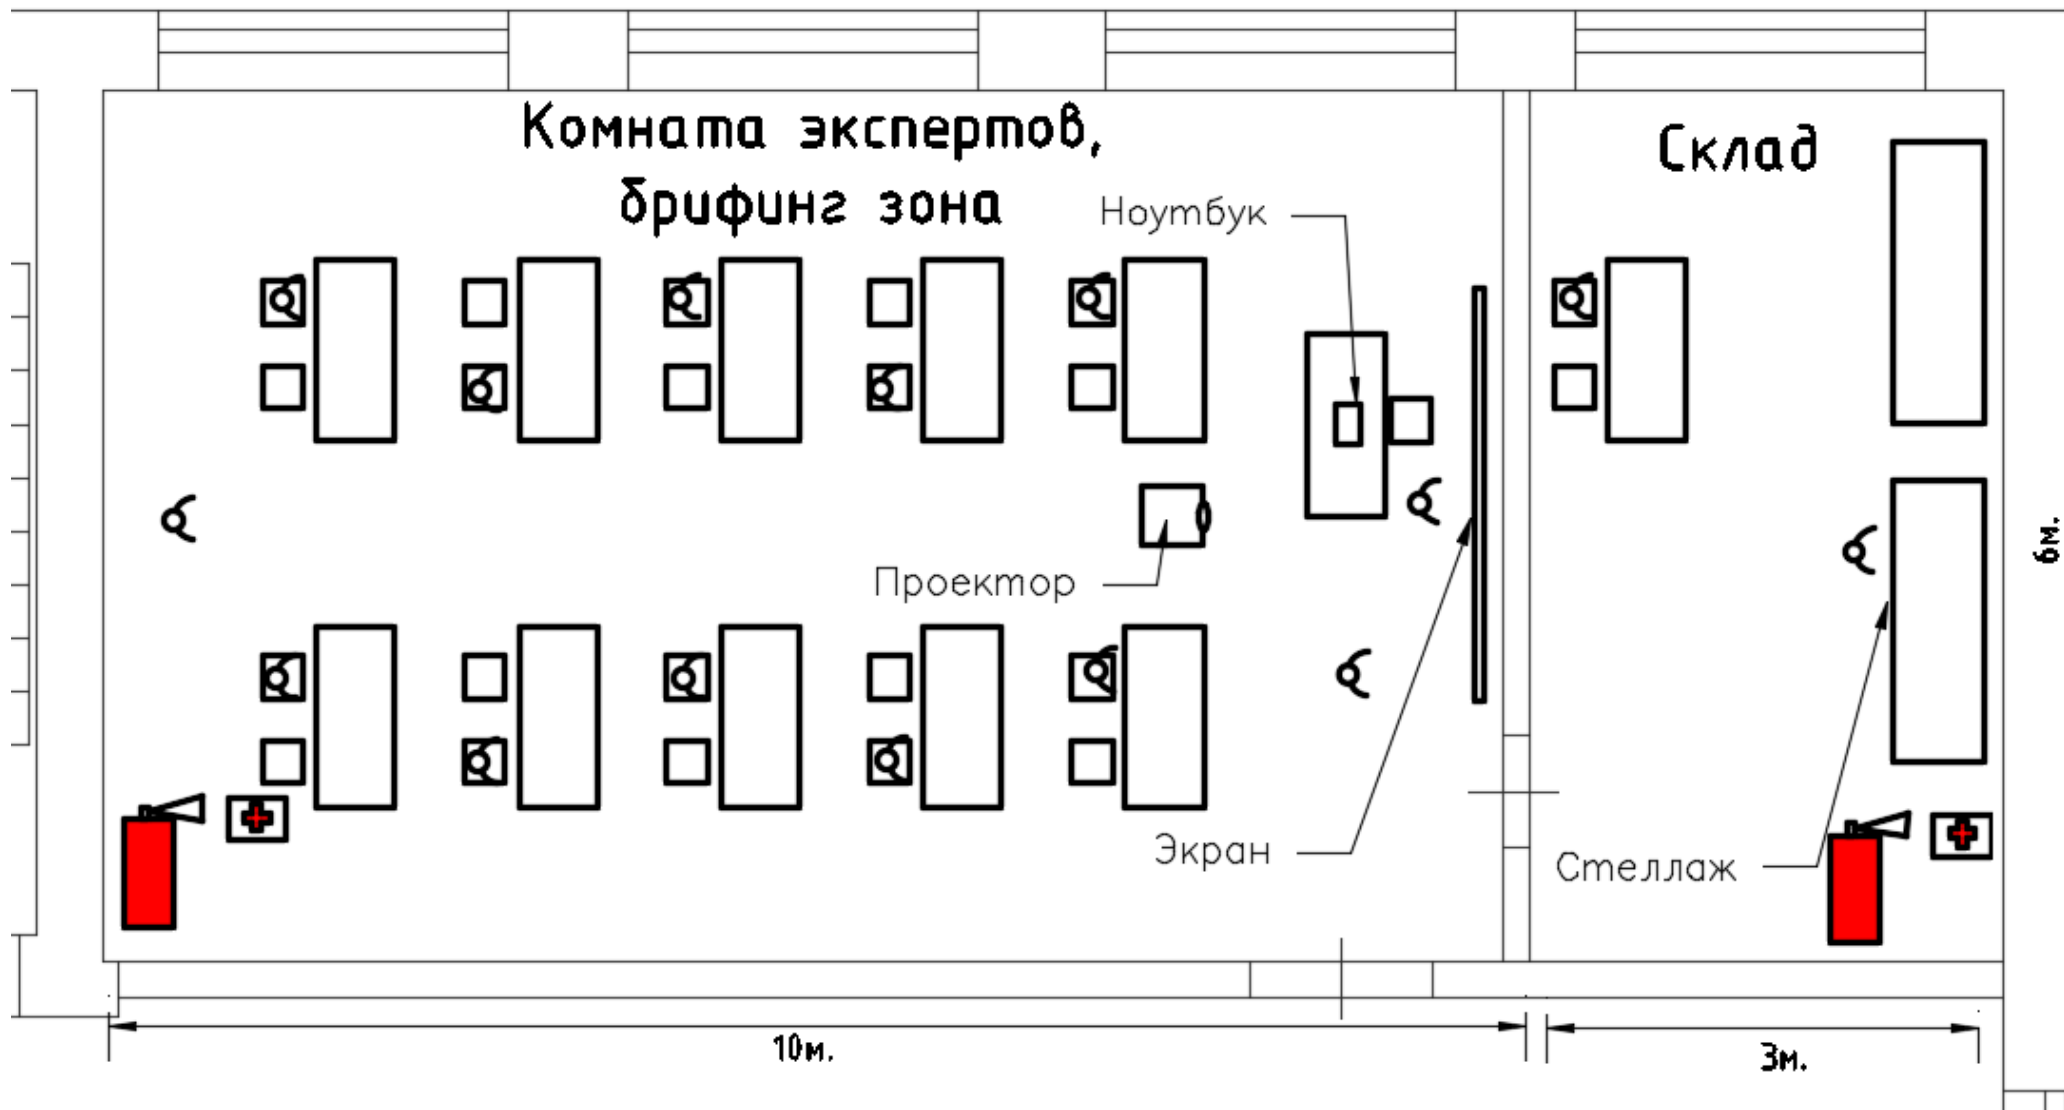 Комната экспертов,
брифинг зона
Склад
Ноутбук
Проектор
6м.
Экран
Стеллаж
10м.
3м.